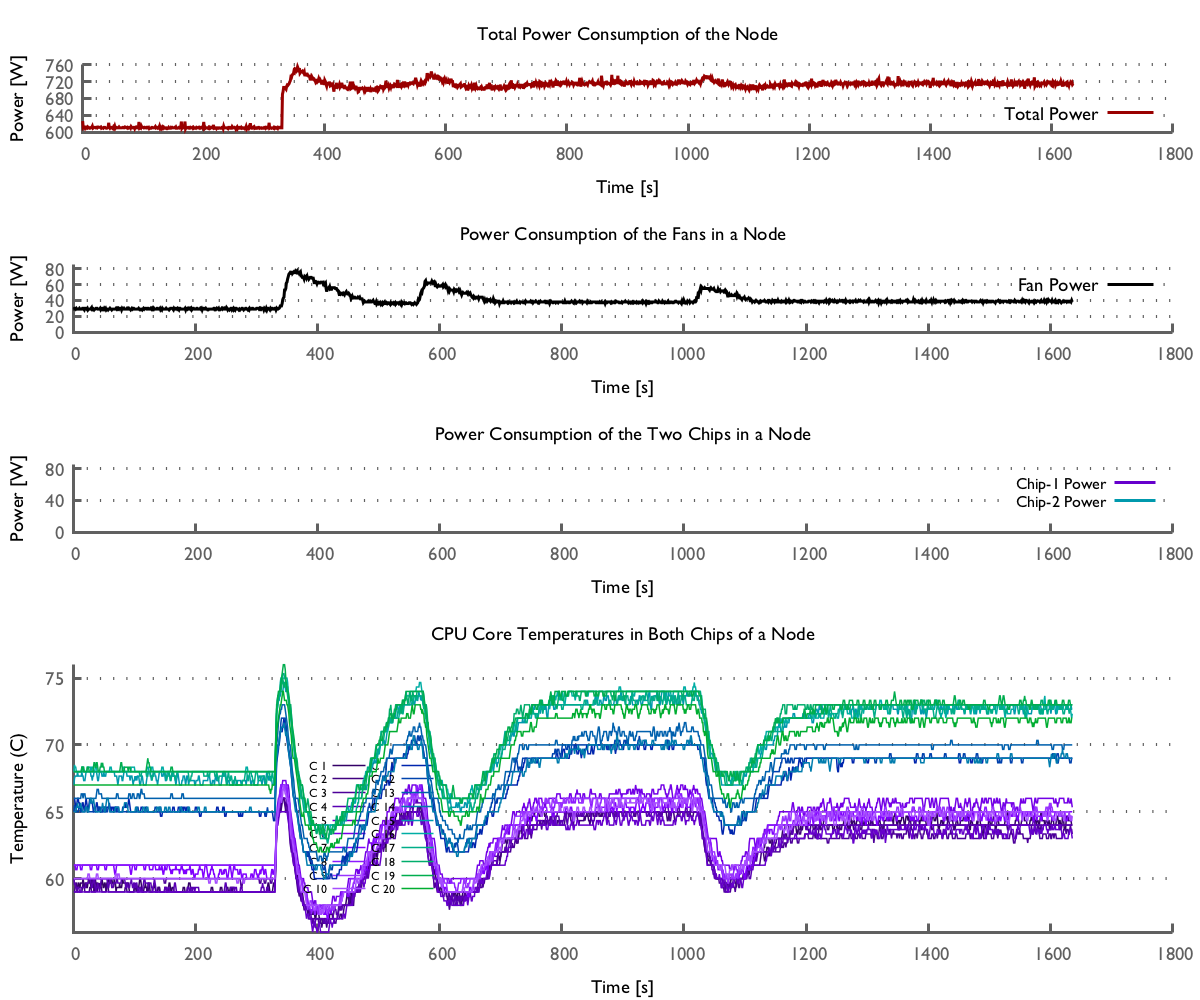 Total Power Consumption of the Node
Power [W]
760
720
680
640
600
Total Power
0 200 400 600 800 1000 1200 1400 1600 1800
Time [s]
Power Consumption of the Fans in a Node
Power [W]
80
60
40
20
0
Fan Power
0 200 400 600 800 1000 1200 1400 1600 1800
Time [s]
Power Consumption of the Two Chips in a Node
Power [W]
80
40
0
Chip-1 Power
Chip-2 Power
0 200 400 600 800 1000 1200 1400 1600 1800
Time [s]
CPU Core Temperatures in Both Chips of a Node
Temperature (C)
75
70
65
60
C 1
C 2
C 3
C 4
C 10
C 17
C 18
C 19
C 20
0 200 400 600 800 1000 1200 1400 1600 1800
Time [s]